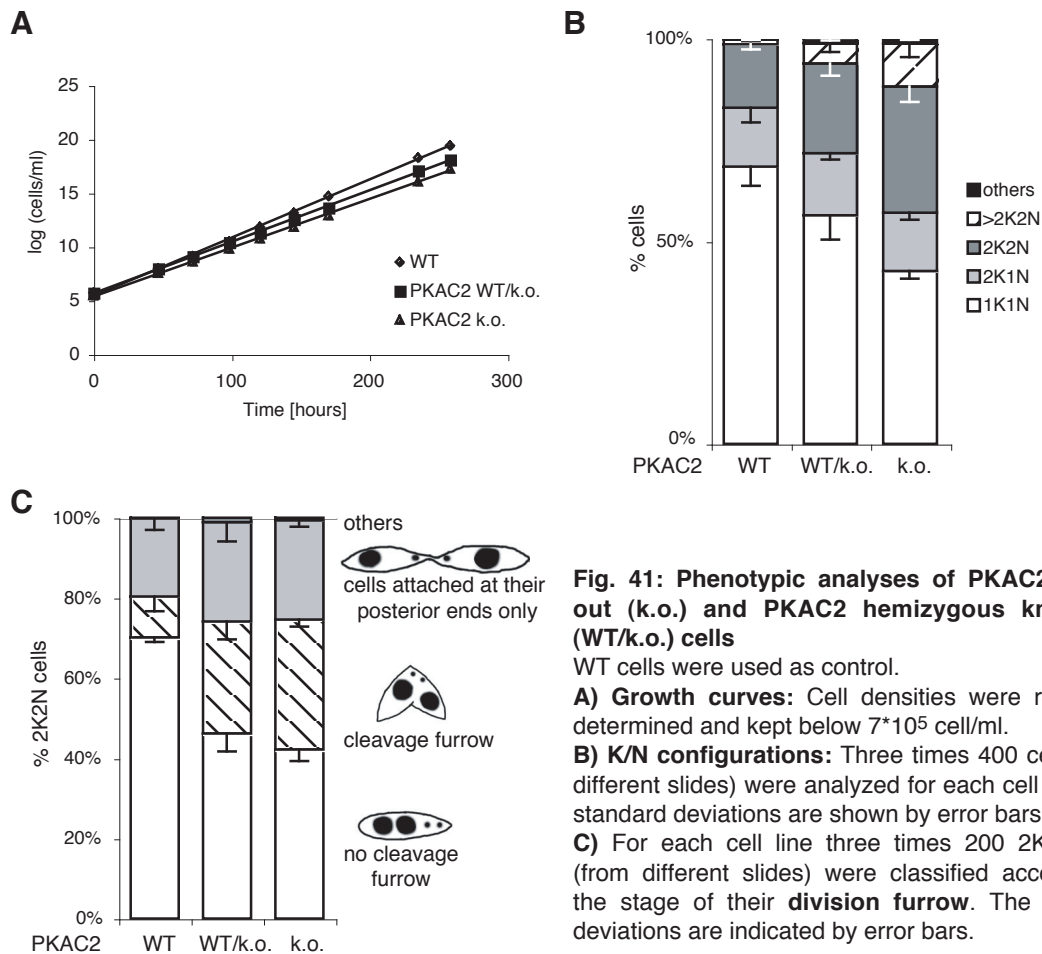 A
25
20
15
10
5
0
log (cells/ml)
WT
PKAC2 WT/k.o.
PKAC2 k.o.
0 100 200 300
Time [hours]
B
100%
50%
0%
% cells
others
>2K2N
2K2N
2K1N
1K1N
PKAC2 WT WT/k.o. k.o.
C
100%
80%
60%
40%
20%
0%
% 2K2N cells
others
cells attached at their
posterior ends only
cleavage furrow
no cleavage
furrow
PKAC2 WT WT/k.o. k.o.
Fig. 41: Phenotypic analyses of PKAC2
out (k.o.) and PKAC2 hemizygous kn
(WT/k.o.) cells
WT cells were used as control.
A) Growth curves: Cell densities were r
determined and kept below 7*10⁵ cell/ml.
B) K/N configurations: Three times 400 ce
different slides) were analyzed for each cell
standard deviations are shown by error bars
C) For each cell line three times 200 2K
(from different slides) were classified acco
the stage of their division furrow. The
deviations are indicated by error bars.